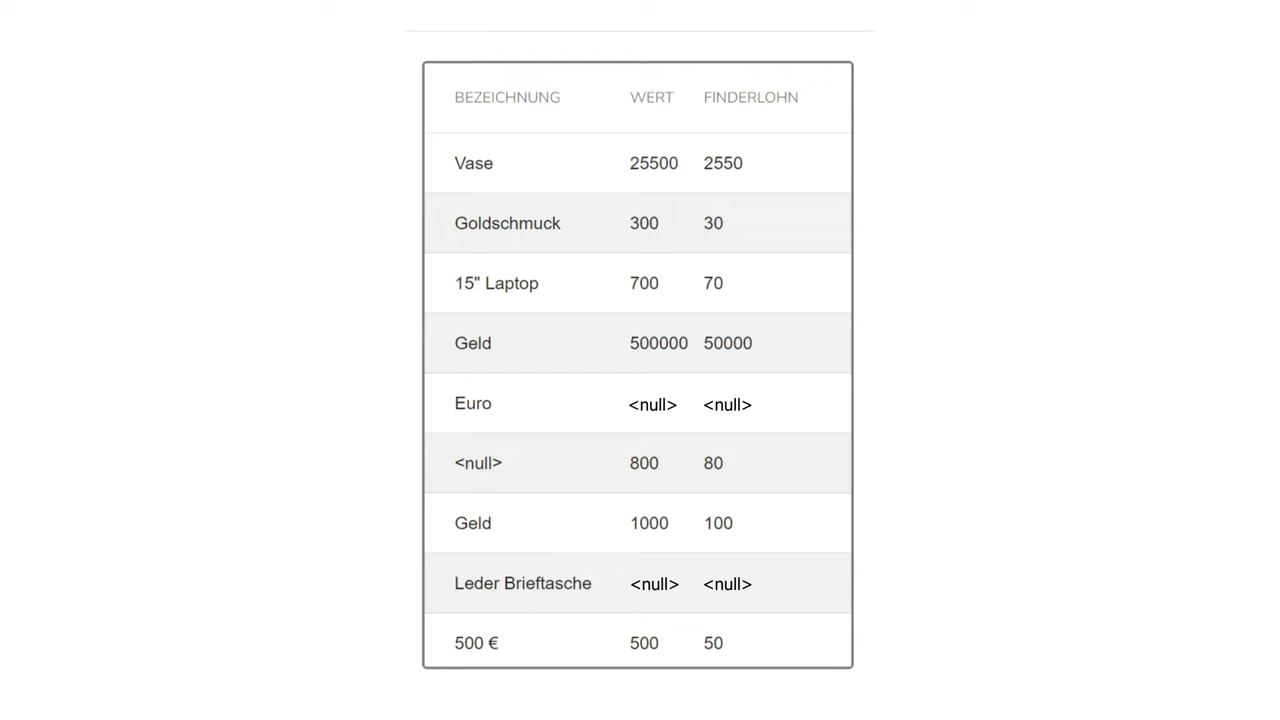 BEZEICHNUNG WERT FINDERLOHN
Vase 25500 2550
Goldschmuck 300 30
15" Laptop 700 70
Geld 500000 50000
Euro <null> <null>
<null> 800 80
Geld 1000 100
Leder Brieftasche <null> <null>
500 € 500 50